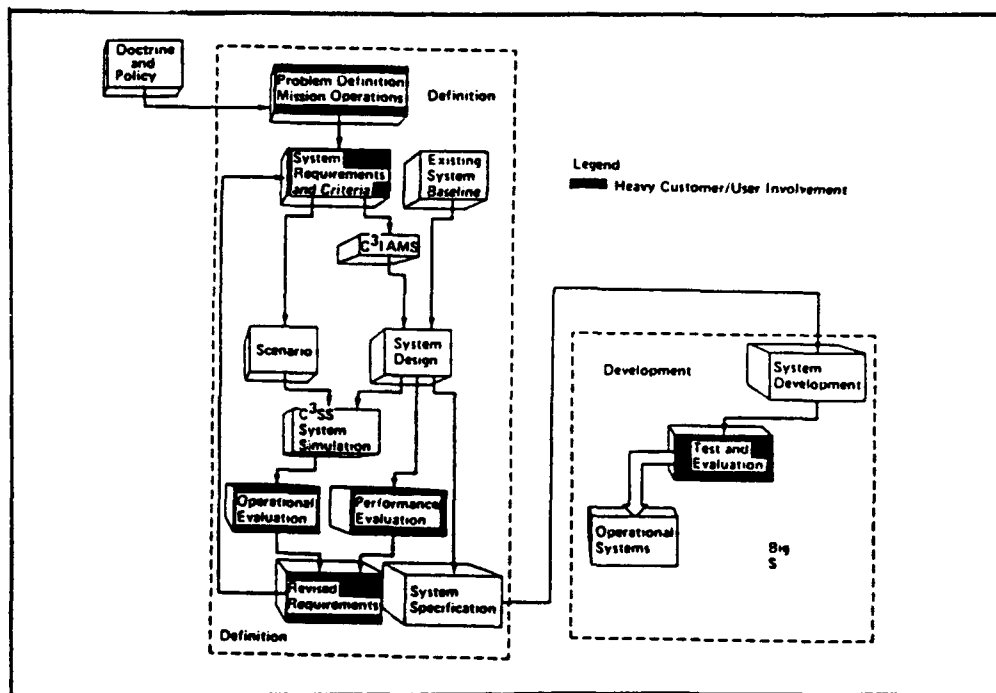 Doctrine
and
Policy
Problem Definition
Mission Operations
Definition
System
Requirements
and Criteria
Existing
System
Baseline
Legend
Heavy Customer/User Involvement
C³I AMS
Scenario
System
Design
Development
System
Development
C³SS
System
Simulation
Test and
Evaluation
Operational
Evaluation
Performance
Evaluation
Operational
Systems
Big
S
Revised
Requirements
System
Specification
Definition